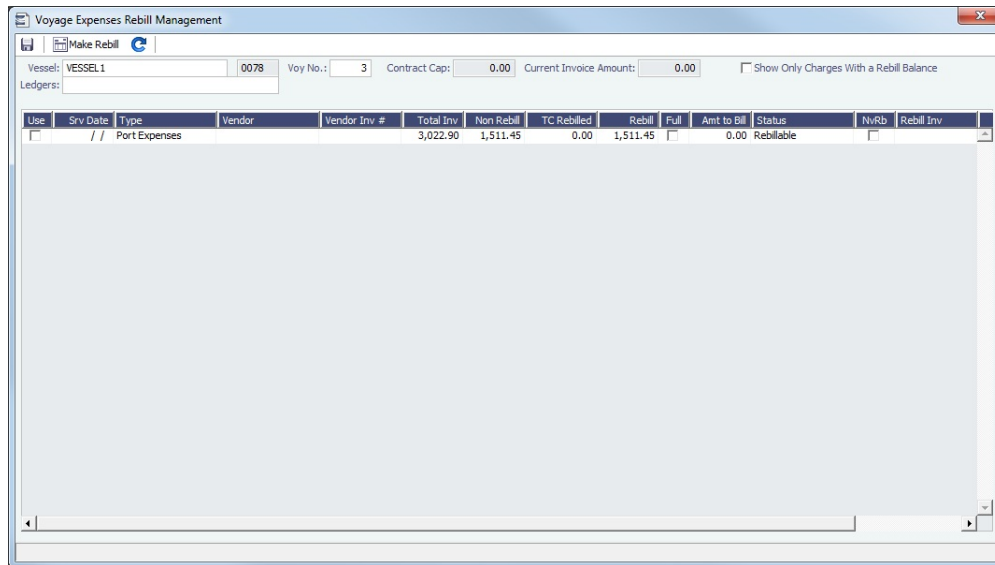 Voyage Expenses Rebill Management
Make Rebill
Vessel: VESSEL1 0078 Voy No.: 3 Contract Cap: 0.00 Current Invoice Amount: 0.00 Show Only Charges With a Rebill Balance
Ledgers:
Use Srv Date Type Vendor Vendor Inv # Total Inv Non Rebill TC Rebilled Rebill Full Amt to Bill Status NvRb Rebill Inv
/ / Port Expenses 3,022.90 1,511.45 0.00 1,511.45 0.00 Rebillable